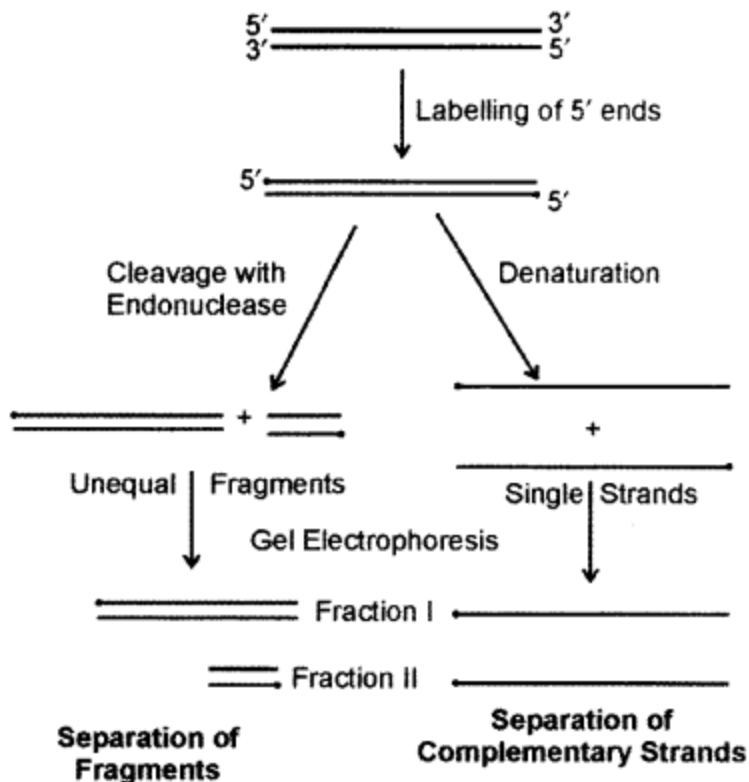 5′ 3′
3′ 5′
Labelling of 5′ ends
5′
5′
Cleavage with
Endonuclease
Denaturation
+
+
Unequal Fragments
Single Strands
Gel Electrophoresis
Fraction I
Fraction II
Separation of
Fragments
Separation of
Complementary Strands